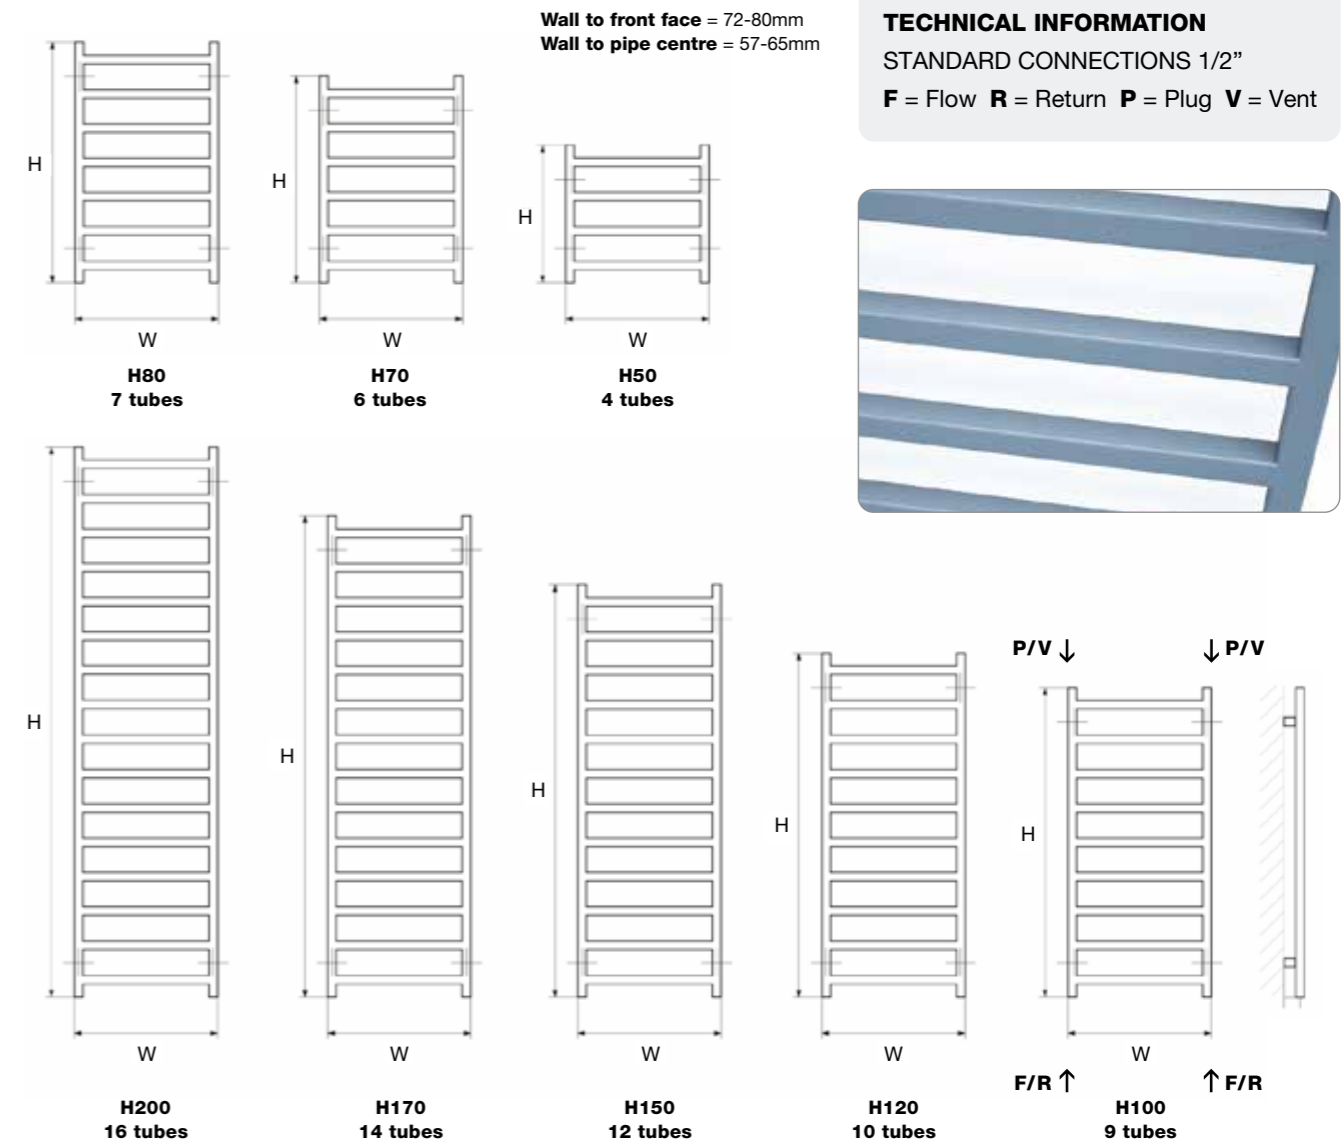 Wall to front face = 72-80mm
Wall to pipe centre = 57-65mm
TECHNICAL INFORMATION
STANDARD CONNECTIONS 1/2”
F = Flow R = Return P = Plug V = Vent
H
H
H
W
W
W
H80
7 tubes
H70
6 tubes
H50
4 tubes
P/V ↓
↓ P/V
H
H
H
H
H
W
W
W
W
W
F/R ↑
↑ F/R
H200
16 tubes
H170
14 tubes
H150
12 tubes
H120
10 tubes
H100
9 tubes